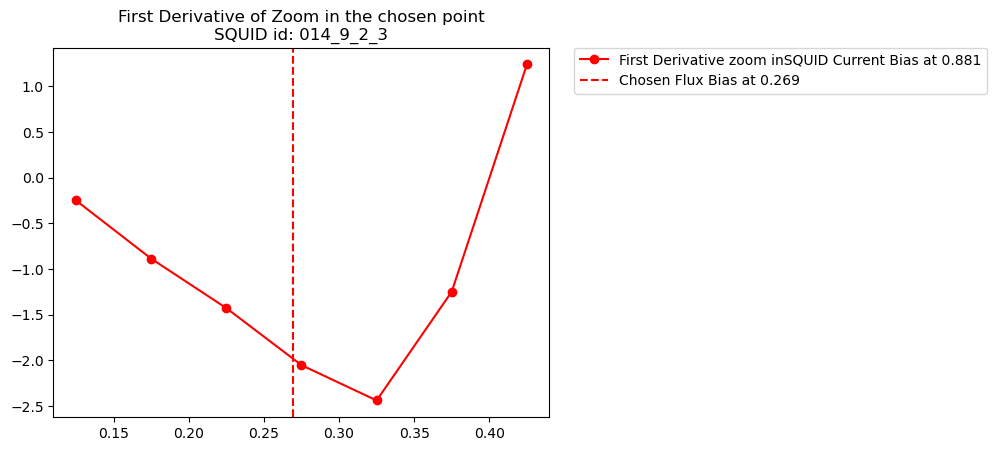 First Derivative of Zoom in the chosen point
SQUID id: 014_9_2_3
First Derivative zoom inSQUID Current Bias at 0.881
Chosen Flux Bias at 0.269
1.0
0.5
0.0
−0.5
−1.0
−1.5
−2.0
−2.5
0.15 0.20 0.25 0.30 0.35 0.40